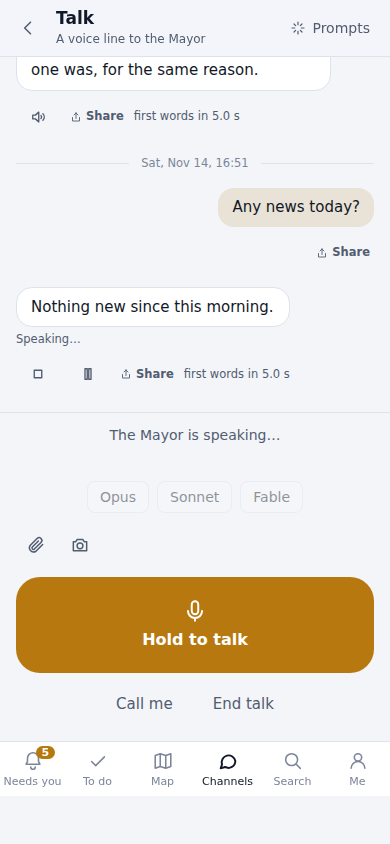 Talk
A voice line to the Mayor
Prompts
one was, for the same reason.
Share first words in 5.0 s
Sat, Nov 14, 16:51
Any news today?
Share
Nothing new since this morning.
Speaking…
Share first words in 5.0 s
The Mayor is speaking…
Opus Sonnet Fable
Hold to talk
Call me End talk
5
Needs you To do Map Channels Search Me